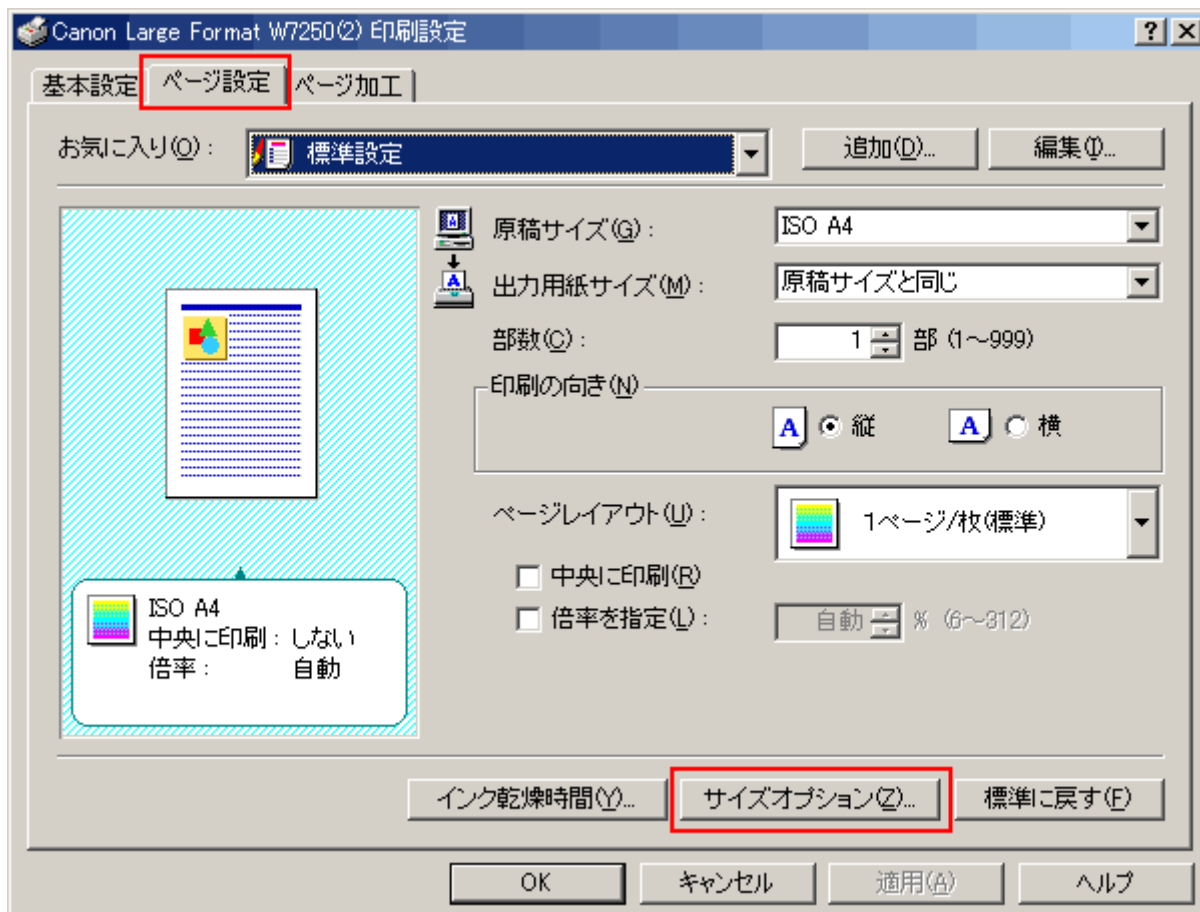 Canon Large Format W7250(2) 印刷設定
基本設定 ページ設定 ページ加工
お気に入り(O): 標準設定 追加(D)... 編集(I)...
原稿サイズ(G): ISO A4
出力用紙サイズ(M): 原稿サイズと同じ
部数(C): 1 部 (1～999)
印刷の向き(N)
A 縦 A 横
ページレイアウト(U): 1ページ/枚(標準)
中央に印刷(R)
倍率を指定(L): 自動 % (6～312)
ISO A4
中央に印刷: しない
倍率: 自動
インク乾燥時間(Y)... サイズオプション(Z)... 標準に戻す(F)
OK キャンセル 適用(A) ヘルプ